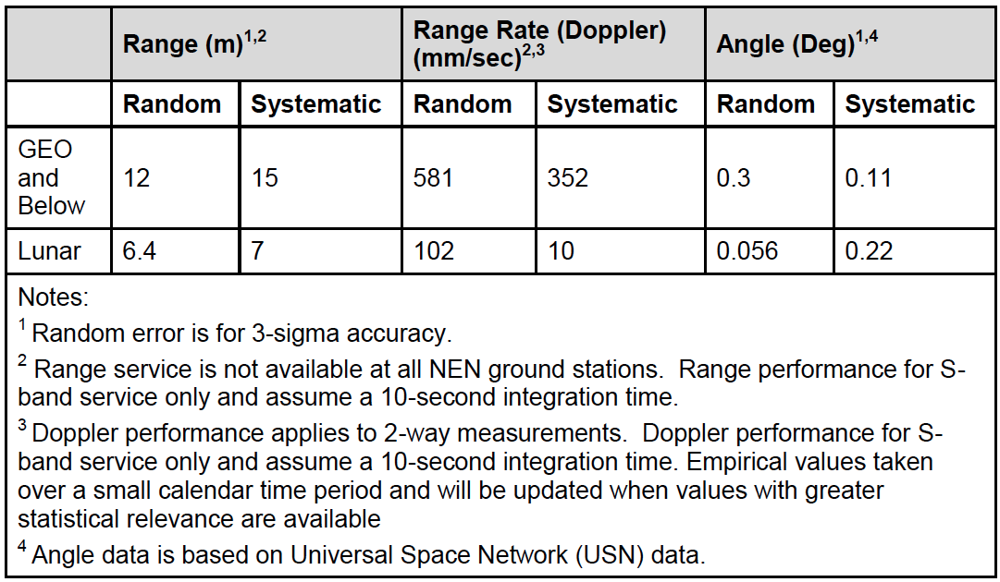 Range (m)1,2 Range Rate (Doppler) (mm/sec)2,3 Angle (Deg)1,4
Random Systematic Random Systematic Random Systematic
GEO and Below 12 15 581 352 0.3 0.11
Lunar 6.4 7 102 10 0.056 0.22
Notes:
1 Random error is for 3-sigma accuracy.
2 Range service is not available at all NEN ground stations.  Range performance for S-
band service only and assume a 10-second integration time.
3 Doppler performance applies to 2-way measurements.  Doppler performance for S-
band service only and assume a 10-second integration time. Empirical values taken
over a small calendar time period and will be updated when values with greater
statistical relevance are available
4 Angle data is based on Universal Space Network (USN) data.